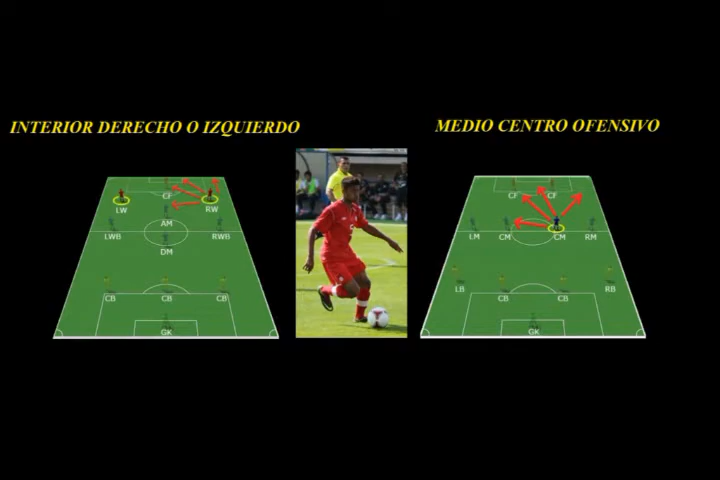 INTERIOR DERECHO O IZQUIERDO
MEDIO CENTRO OFENSIVO
CF
LW
RW
AM
LWB
RWB
DM
CB
CB
CB
GK
CF
CF
LM
CM
CM
RM
LB
RB
CB
CB
GK